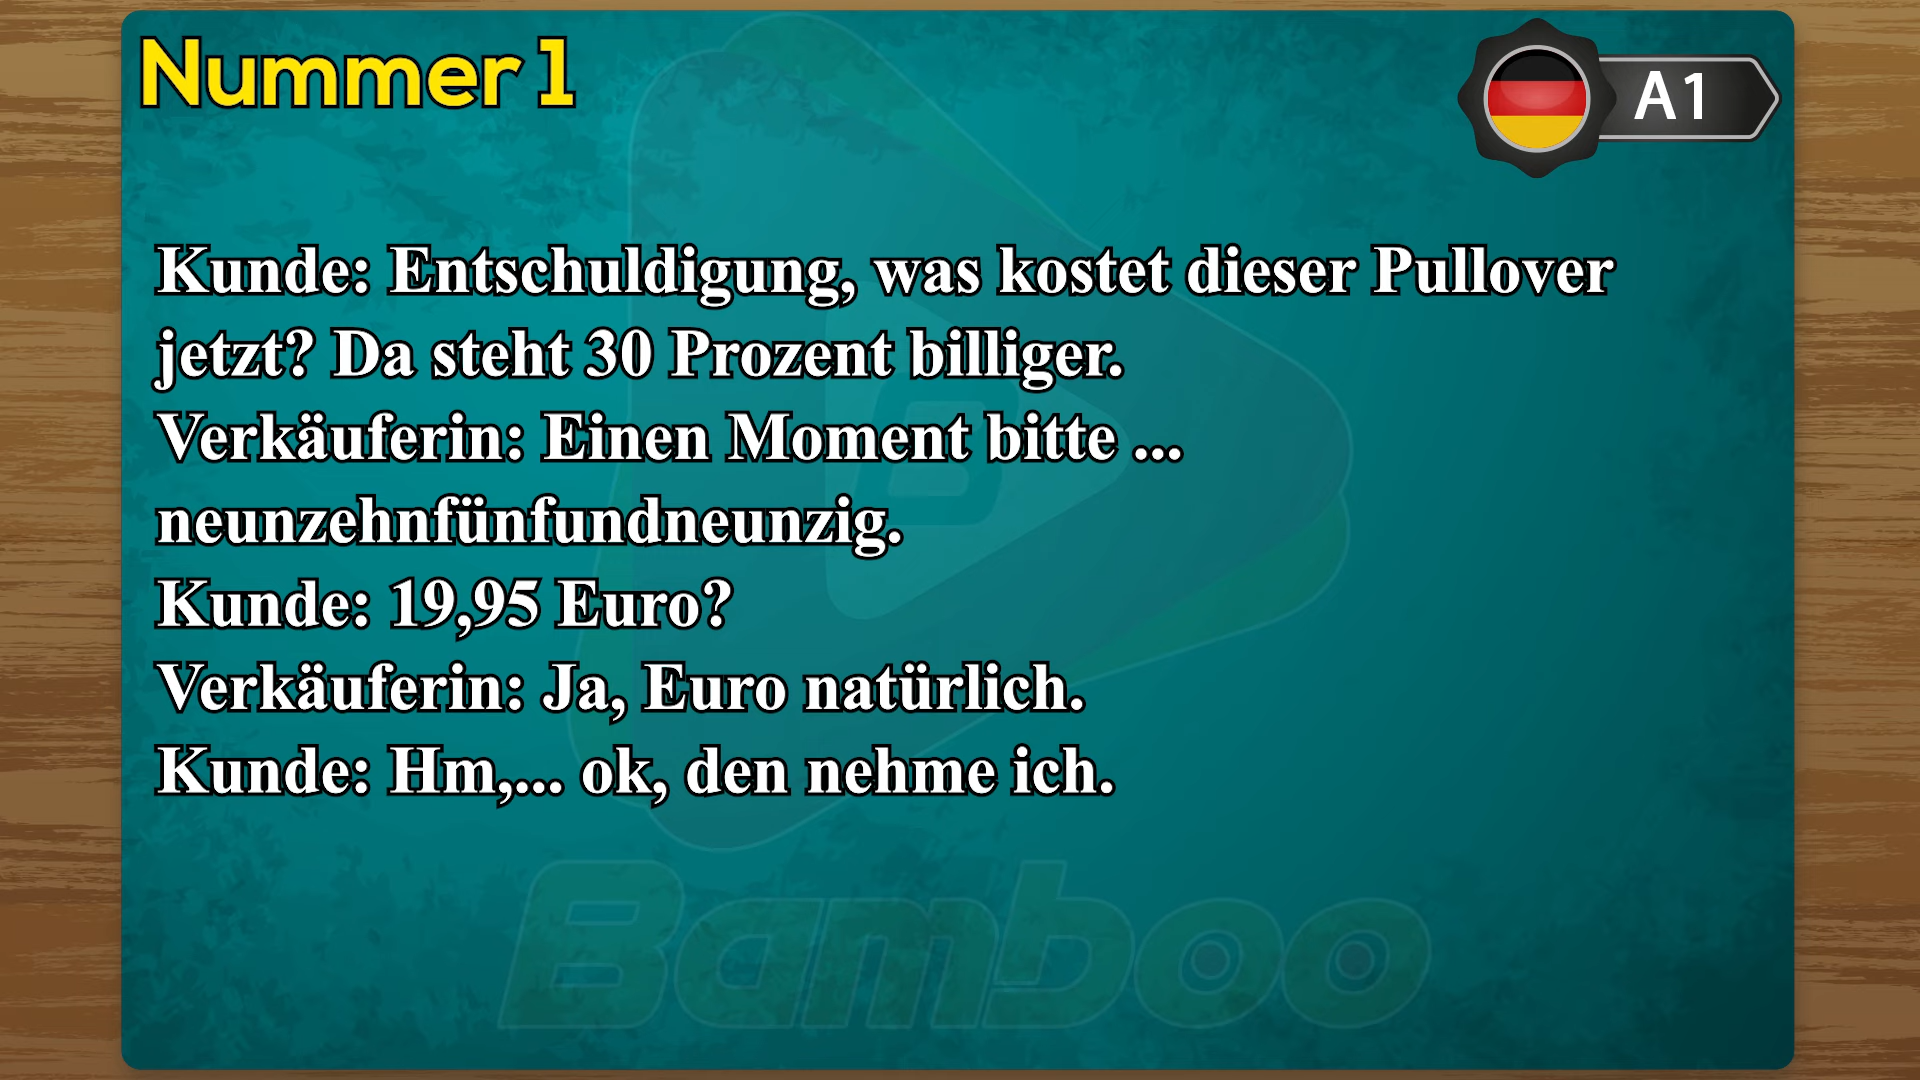 Nummer 1
A1
Kunde: Entschuldigung, was kostet dieser Pullover
jetzt? Da steht 30 Prozent billiger.
Verkäuferin: Einen Moment bitte ...
neunzehnfünfundneunzig.
Kunde: 19,95 Euro?
Verkäuferin: Ja, Euro natürlich.
Kunde: Hm,... ok, den nehme ich.
B
Bamboo